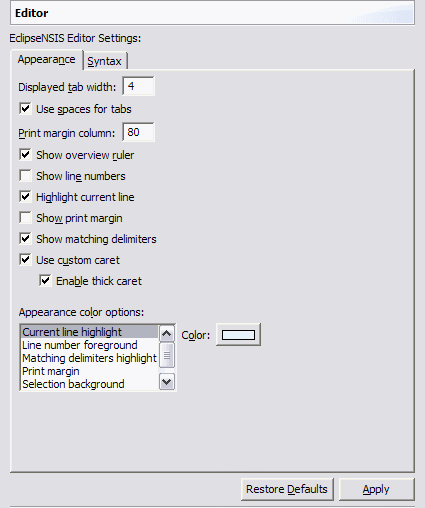 Editor
EclipseNSIS Editor Settings:
Appearance Syntax
Displayed tab width: 4
Use spaces for tabs
Print margin column: 80
Show overview ruler
Show line numbers
Highlight current line
Show print margin
Show matching delimiters
Use custom caret
Enable thick caret
Appearance color options:
Current line highlight
Color:
Line number foreground
Matching delimiters highlight
Print margin
Selection background
Restore Defaults Apply